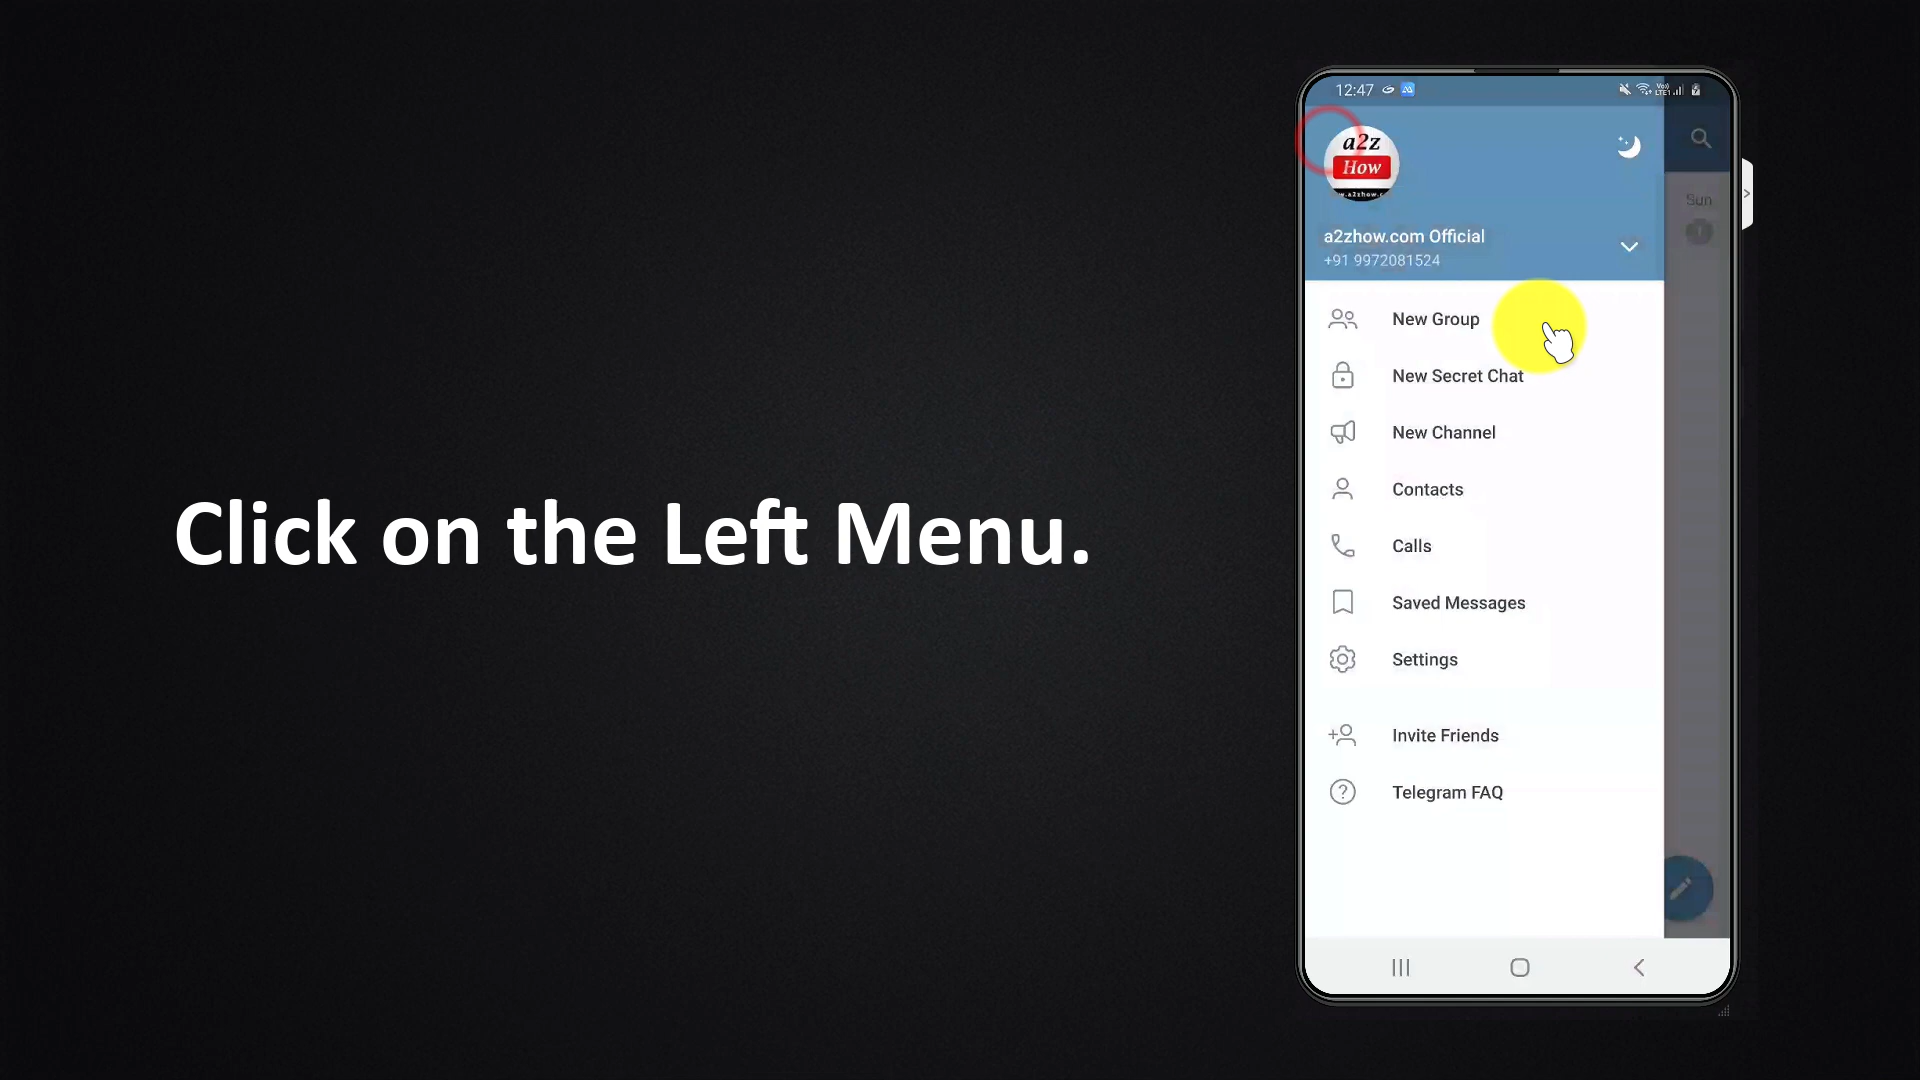 Click on the Left Menu.
12:47
a2z
How
a2zhow.com Official
+91 9972081524
Sun
New Group
New Secret Chat
New Channel
Contacts
Calls
Saved Messages
Settings
Invite Friends
Telegram FAQ